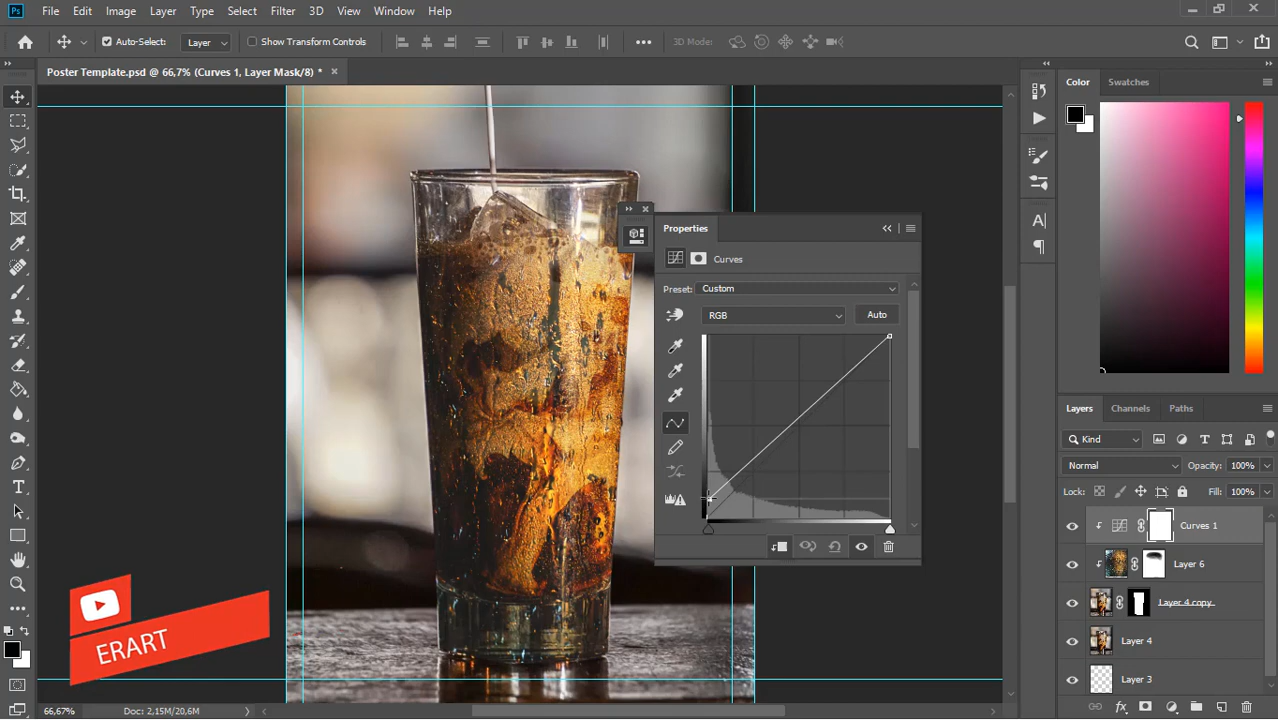 Ps File Edit Image Layer Type Select Filter 3D View Window Help
Auto-Select: Layer Show Transform Controls 3D Mode:
Poster Template.psd @ 66,7% (Curves 1, Layer Mask/8) *
Color Swatches
Properties
Curves
Preset: Custom
RGB Auto
Layers Channels Paths
Kind
Normal Opacity: 100%
Lock: Fill: 100%
Curves 1
Layer 6
Layer 4 copy
Layer 4
Layer 3
ERART
66,67% Doc: 2,15M/20,6M